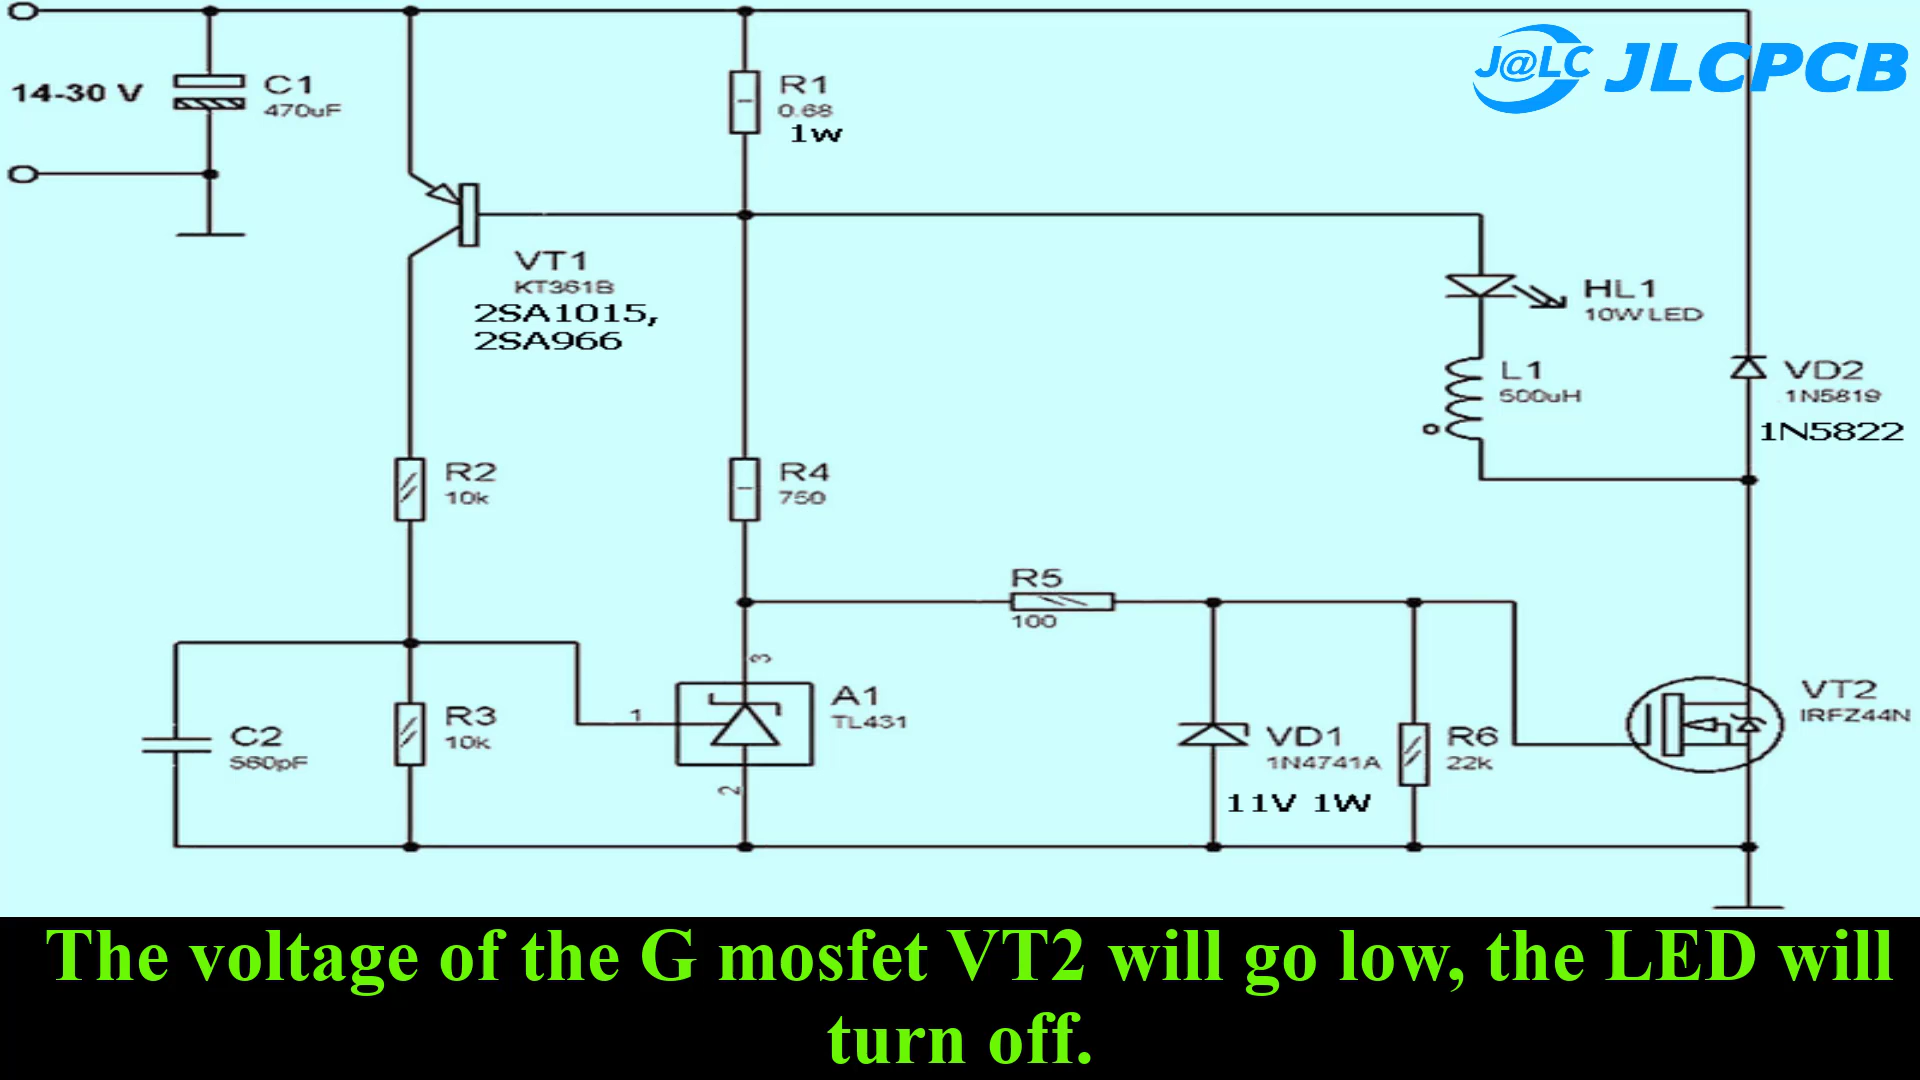 J@LC JLCPCB
14-30 V
C1
470uF
R1
0.68
1w
VT1
KT361B
2SA1015,
2SA966
HL1
10W LED
L1
500uH
VD2
1N5819
1N5822
R2
10k
R4
750
R5
100
3
A1
TL431
1
2
C2
560pF
R3
10k
VD1
1N4741A
11V 1W
R6
22k
VT2
IRFZ44N
The voltage of the G mosfet VT2 will go low, the LED will
turn off.